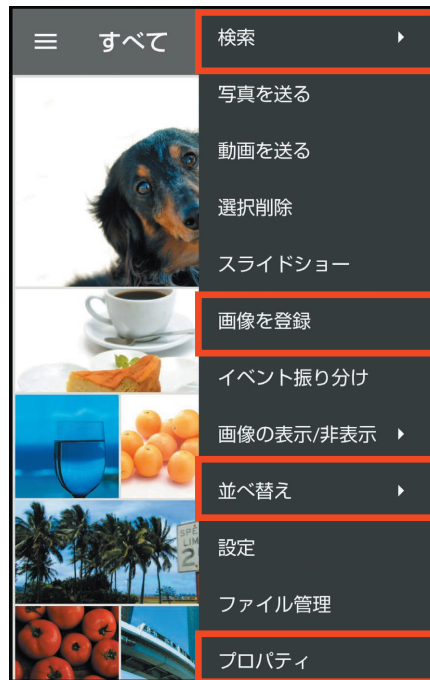 すべて
検索
写真を送る
動画を送る
選択削除
スライドショー
画像を登録
イベント振り分け
画像の表示/非表示
並べ替え
設定
ファイル管理
プロパティ